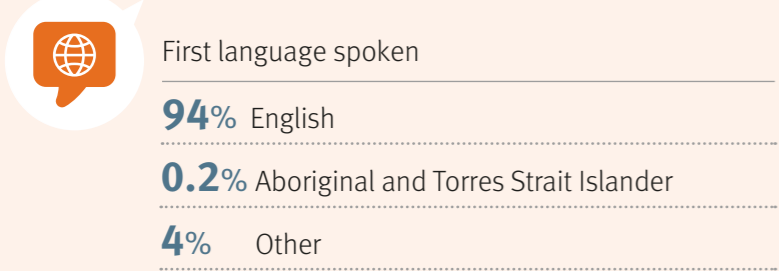 First language spoken
94% English
0.2% Aboriginal and Torres Strait Islander
4% Other